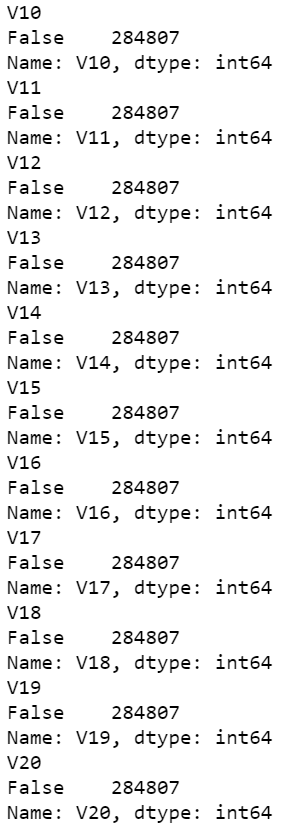 V10
False    284807
Name: V10, dtype: int64
V11
False    284807
Name: V11, dtype: int64
V12
False    284807
Name: V12, dtype: int64
V13
False    284807
Name: V13, dtype: int64
V14
False    284807
Name: V14, dtype: int64
V15
False    284807
Name: V15, dtype: int64
V16
False    284807
Name: V16, dtype: int64
V17
False    284807
Name: V17, dtype: int64
V18
False    284807
Name: V18, dtype: int64
V19
False    284807
Name: V19, dtype: int64
V20
False    284807
Name: V20, dtype: int64